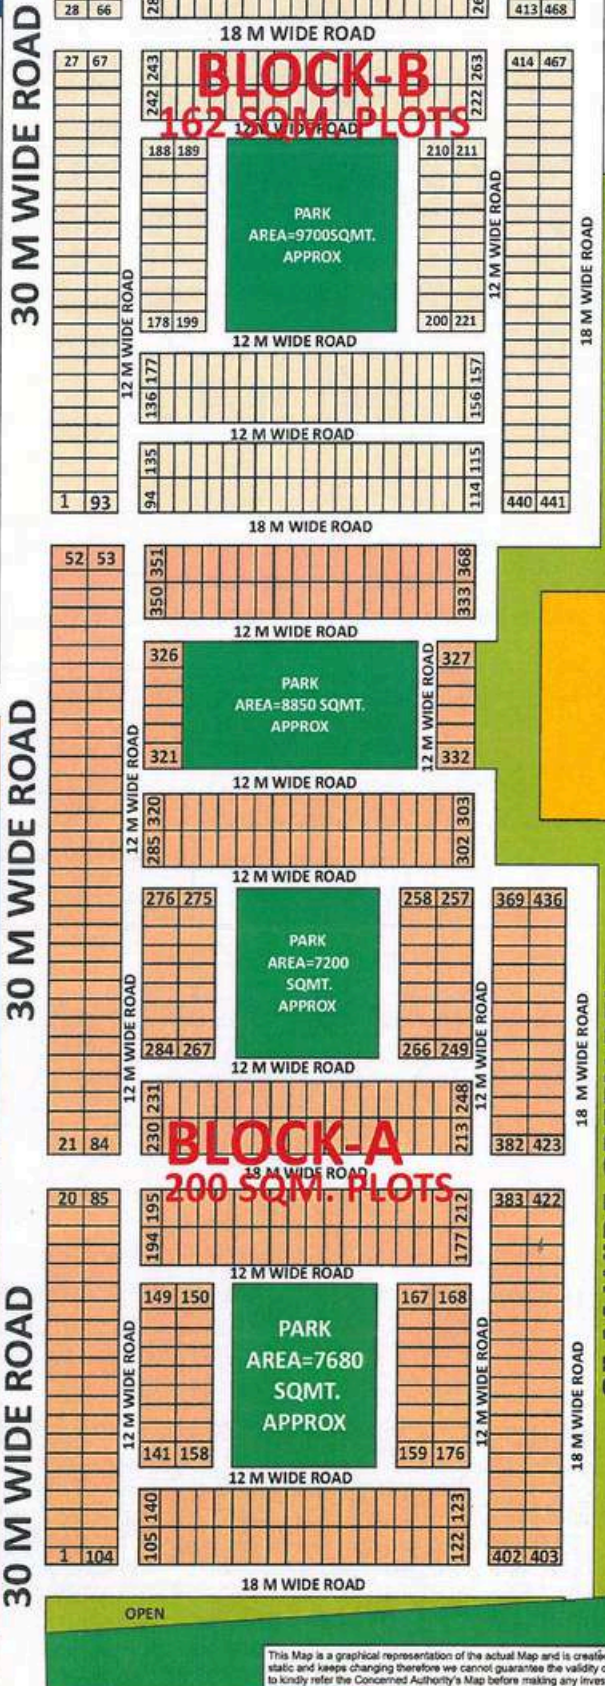 28 66
413 468
18 M WIDE ROAD
30 M WIDE ROAD
27 67
243
242
BLOCK-B
263
222
414 467
162 SQM. PLOTS
12 M WIDE ROAD
188 189
210 211
PARK
AREA=9700SQMT.
APPROX
12 M WIDE ROAD
18 M WIDE ROAD
12 M WIDE ROAD
178 199
200 221
12 M WIDE ROAD
177
136
157
156
12 M WIDE ROAD
135
94
115
114
1 93
440 441
18 M WIDE ROAD
52 53
351
350
368
333
12 M WIDE ROAD
326
327
PARK
AREA=8850 SQMT.
APPROX
12 M WIDE ROAD
30 M WIDE ROAD
12 M WIDE ROAD
321
332
12 M WIDE ROAD
320
285
303
302
12 M WIDE ROAD
276 275
258 257
369 436
PARK
AREA=7200
SQMT.
APPROX
12 M WIDE ROAD
12 M WIDE ROAD
18 M WIDE ROAD
284 267
266 249
12 M WIDE ROAD
231
230
248
213
21 84
BLOCK-A
382 423
18 M WIDE ROAD
200 SQM. PLOTS
20 85
195
194
212
177
383 422
12 M WIDE ROAD
149 150
167 168
30 M WIDE ROAD
PARK
AREA=7680
SQMT.
APPROX
12 M WIDE ROAD
12 M WIDE ROAD
18 M WIDE ROAD
141 158
159 176
12 M WIDE ROAD
140
105
123
122
1 104
402 403
18 M WIDE ROAD
OPEN
This Map is a graphical representation of the actual Map and is
static and keeps changing therefore we cannot guarantee the validity
to kindly refer the Concerned Authority's Map before making any